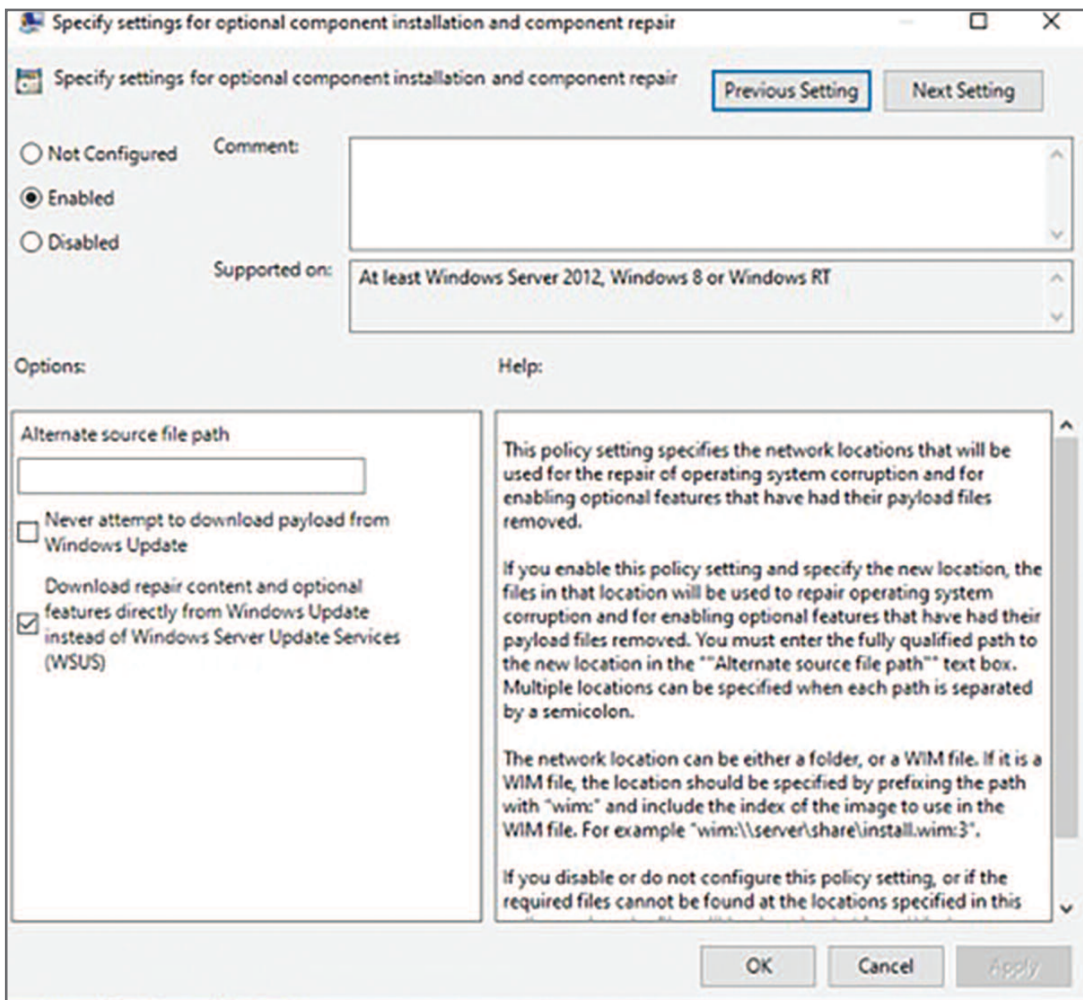 Specify settings for optional component installation and component repair
Specify settings for optional component installation and component repair
Previous Setting
Next Setting
Not Configured
Comment:
Enabled
Disabled
Supported on:
At least Windows Server 2012, Windows 8 or Windows RT
Options:
Help:
Alternate source file path
Never attempt to download payload from
Windows Update
Download repair content and optional
features directly from Windows Update
instead of Windows Server Update Services
(WSUS)
This policy setting specifies the network locations that will be
used for the repair of operating system corruption and for
enabling optional features that have had their payload files
removed.
If you enable this policy setting and specify the new location, the
files in that location will be used to repair operating system
corruption and for enabling optional features that have had their
payload files removed. You must enter the fully qualified path to
the new location in the ""Alternate source file path"" text box.
Multiple locations can be specified when each path is separated
by a semicolon.
The network location can be either a folder, or a WIM file. If it is a
WIM file, the location should be specified by prefixing the path
with "wim:" and include the index of the image to use in the
WIM file. For example "wim:\\server\share\install.wim:3".
If you disable or do not configure this policy setting, or if the
required files cannot be found at the locations specified in this
OK
Cancel
Apply